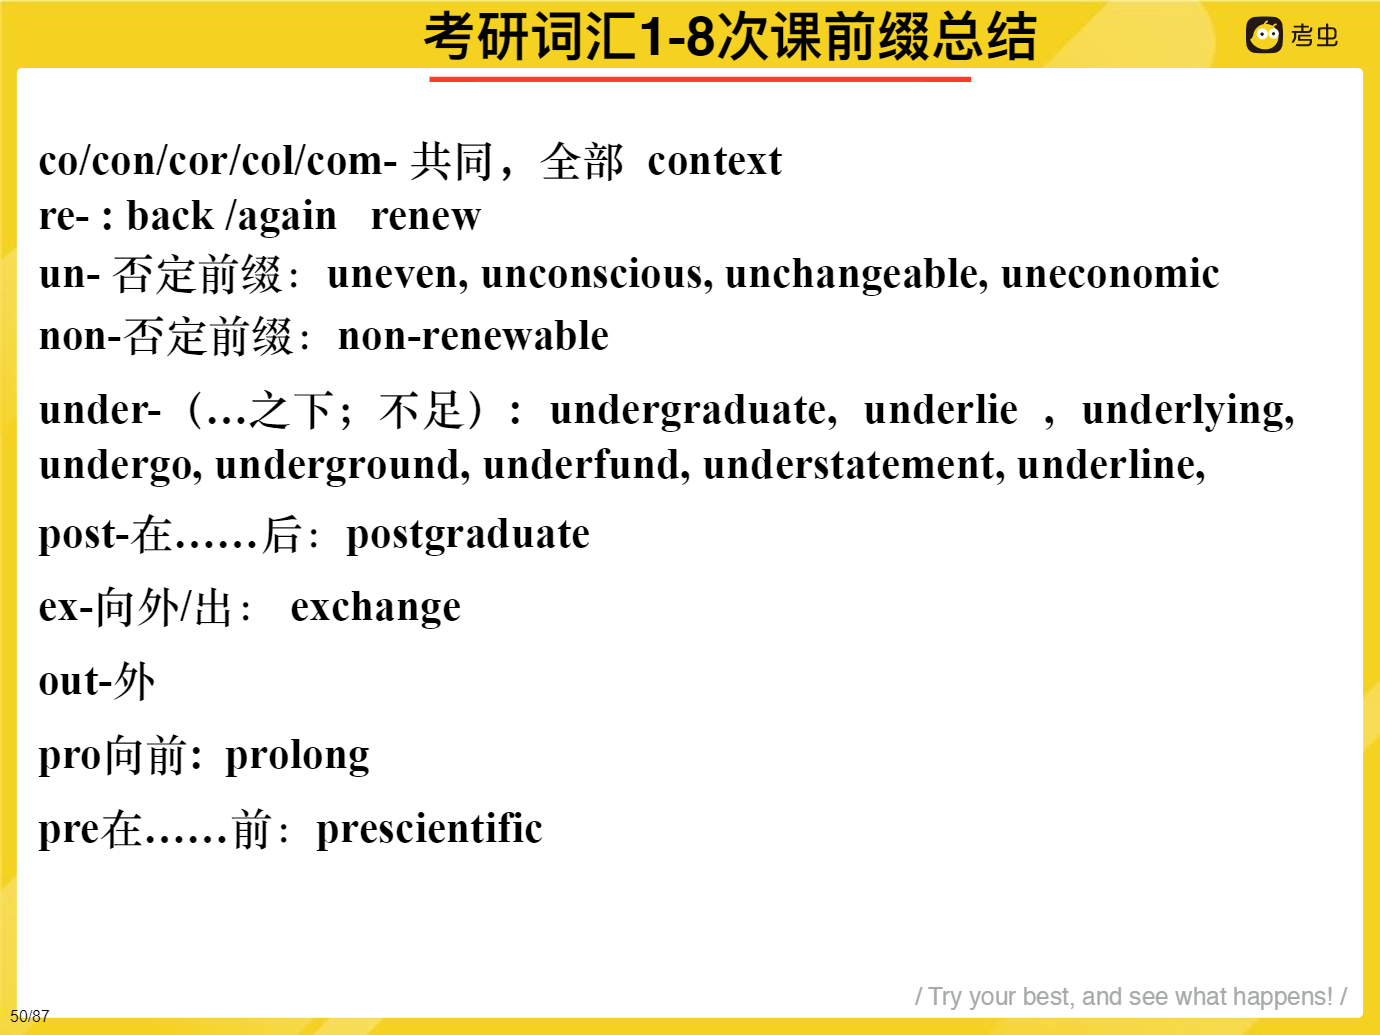 考研词汇1-8次课前缀总结
考虫
co/con/cor/col/com- 共同，全部 context
re- : back /again renew
un- 否定前缀：uneven, unconscious, unchangeable, uneconomic
non-否定前缀：non-renewable
under-（…之下；不足）：undergraduate, underlie , underlying,
undergo, underground, underfund, understatement, underline,
post-在……后：postgraduate
ex-向外/出： exchange
out-外
pro向前: prolong
pre在……前：prescientific
/ Try your best, and see what happens! /
50/87